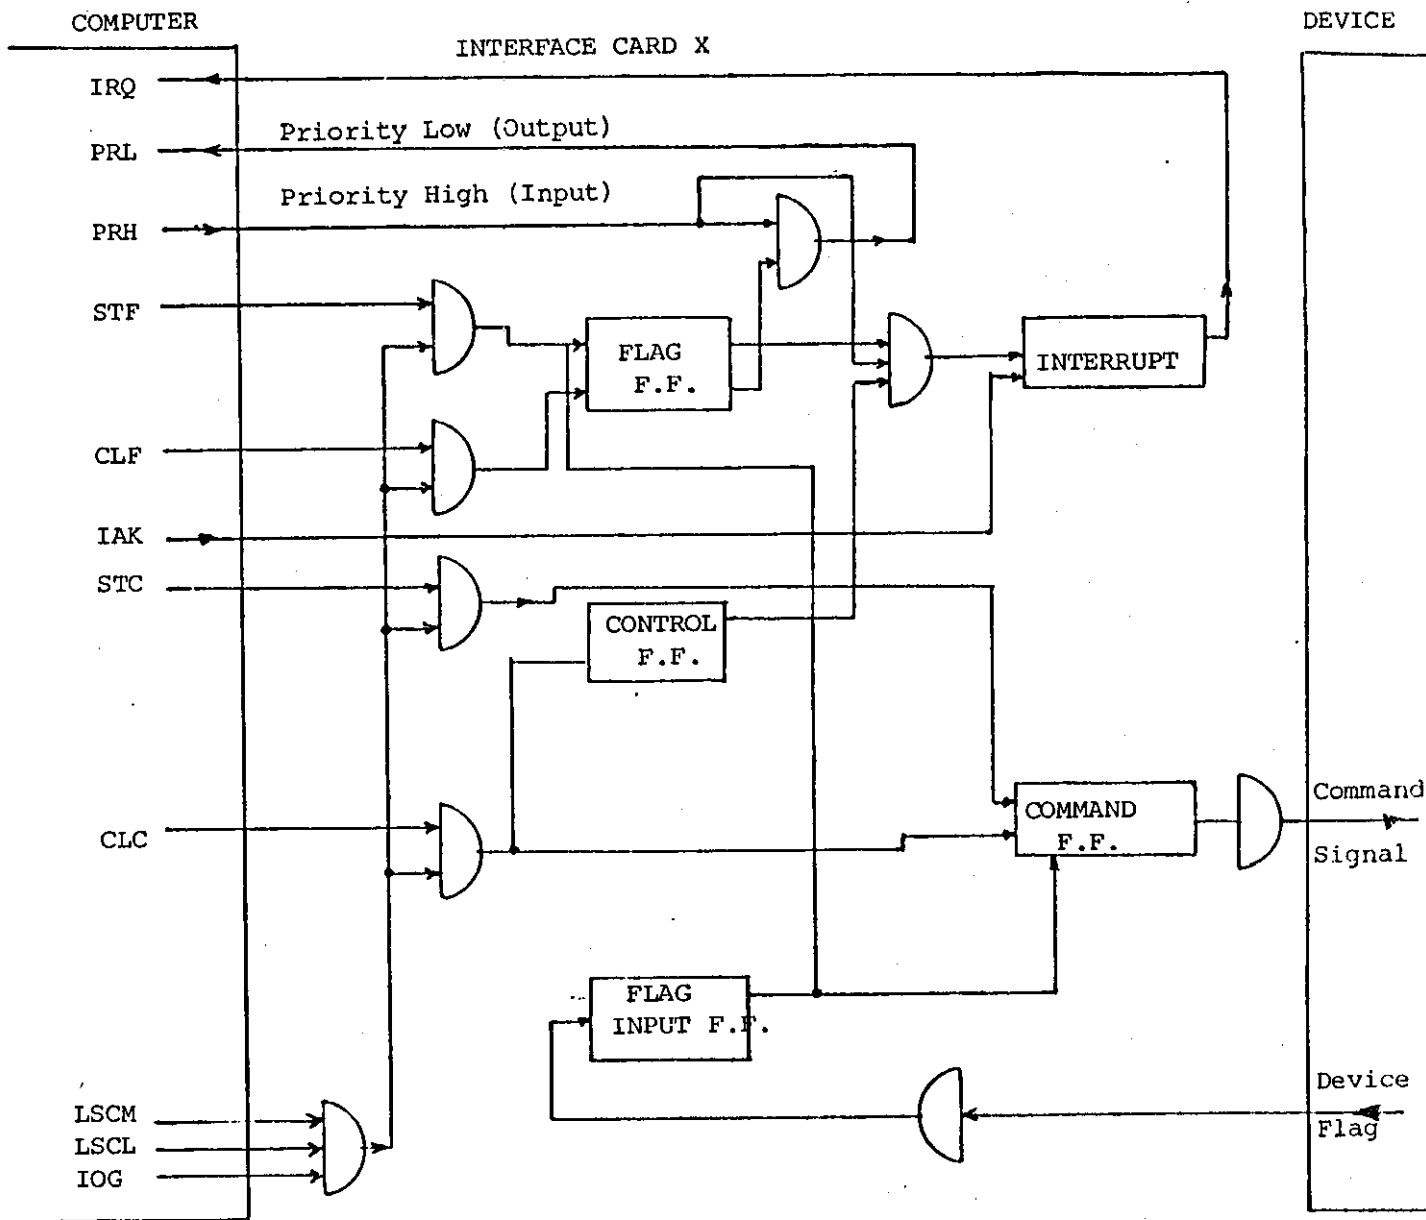 COMPUTER
DEVICE
INTERFACE CARD X
IRQ
Priority Low (Output)
PRL
Priority High (Input)
PRH
STF
FLAG
F.F.
INTERRUPT
CLF
IAK
STC
CONTROL
F.F.
Command
COMMAND
F.F.
CLC
Signal
FLAG
INPUT F.F.
Device
LSCM
Flag
LSCL
IOG